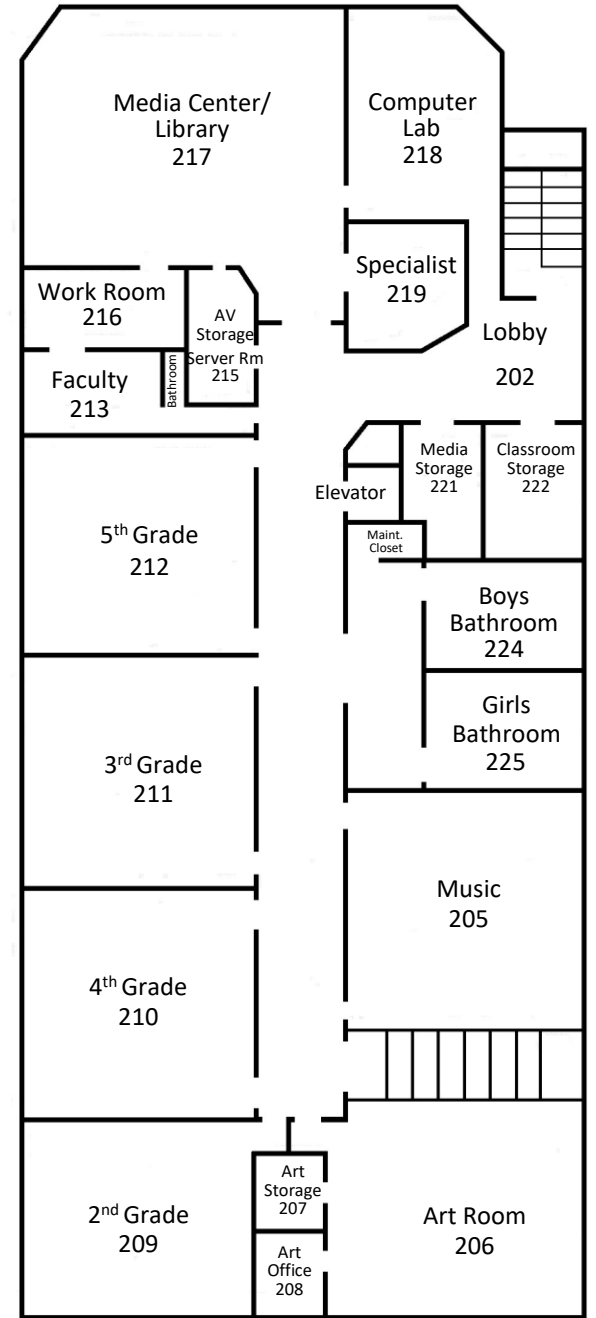 Media Center/
Library
217
Computer
Lab
218
Specialist
219
Work Room
216
AV
Storage
Server Rm
215
Lobby
202
Faculty
213
Bathroom
Media
Storage
221
Classroom
Storage
222
Elevator
5th Grade
212
Maint.
Closet
Boys
Bathroom
224
Girls
Bathroom
225
3rd Grade
211
Music
205
4th Grade
210
Art
Storage
207
2nd Grade
209
Art Room
206
Art
Office
208